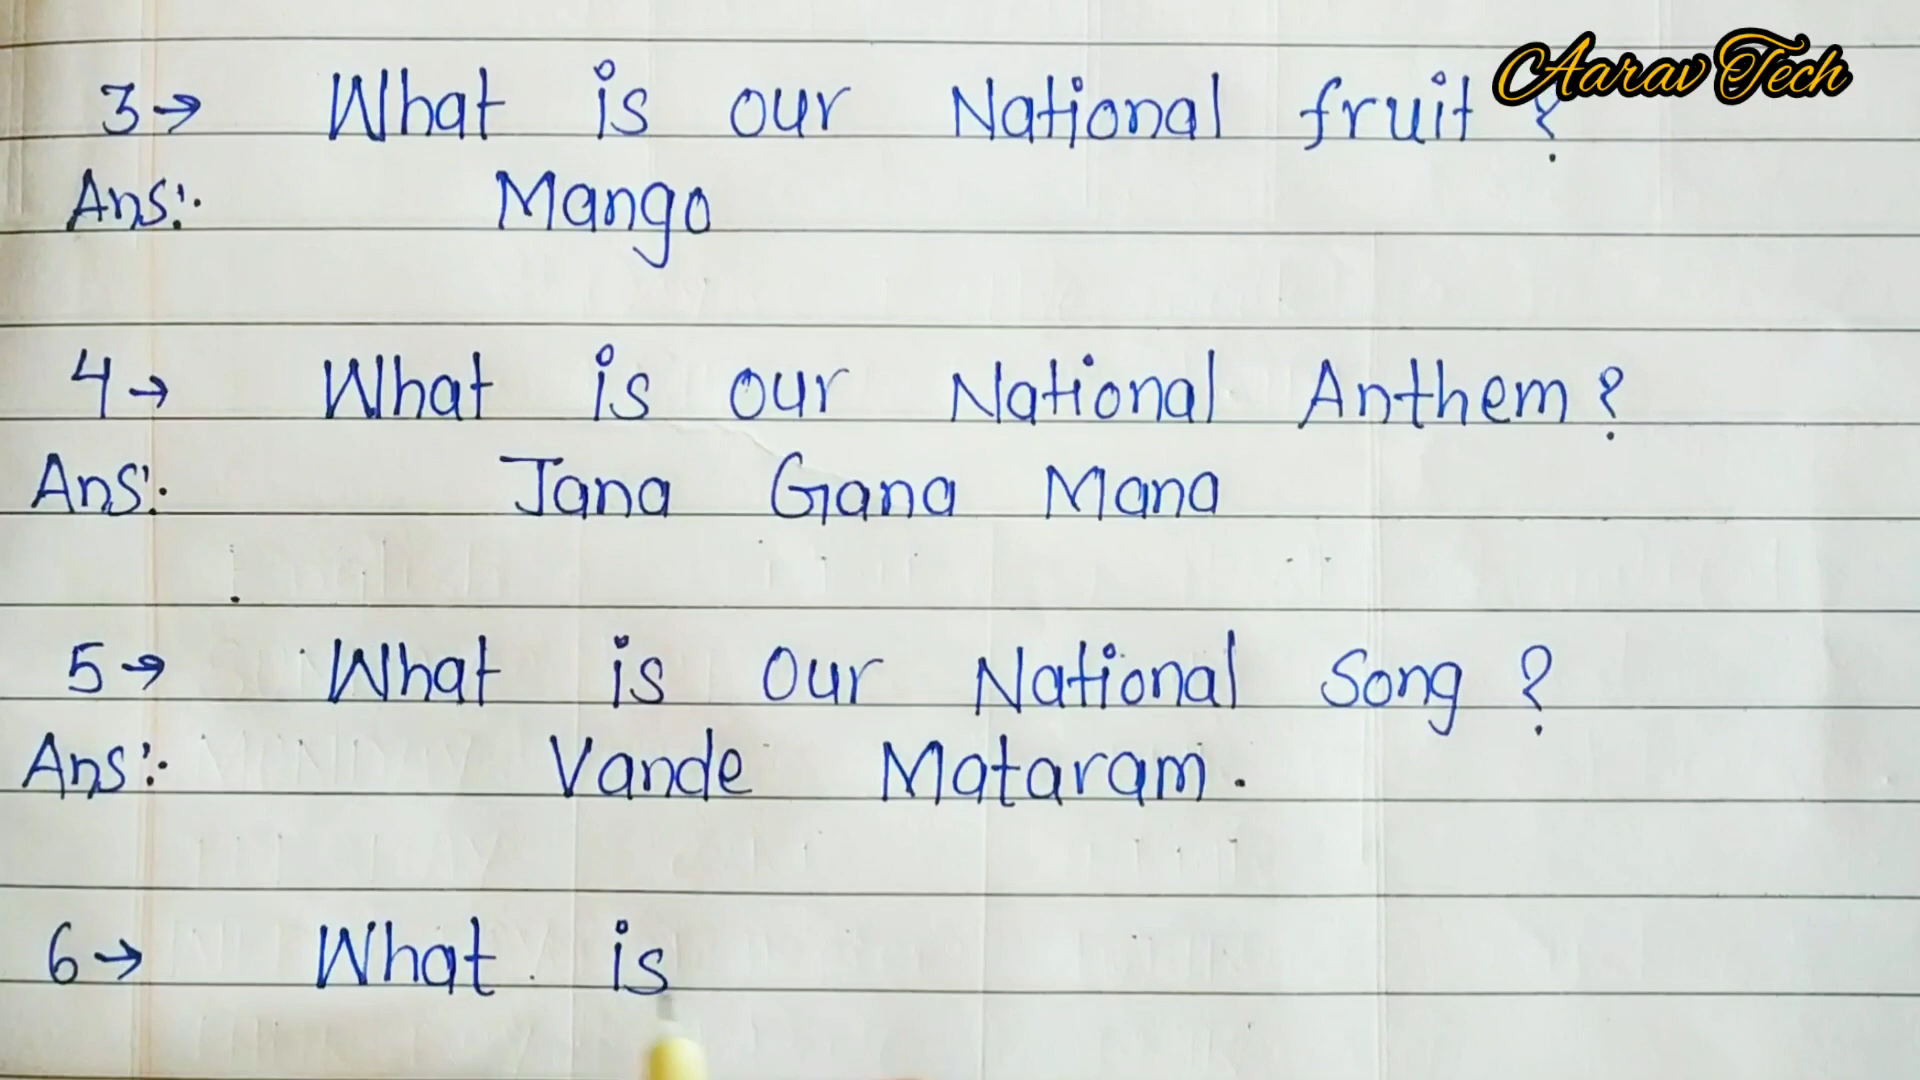 Aarav Tech
3→ What is our National fruit?
Ans:. Mango
4→ What is our National Anthem?
Ans:. Jana Gana Mana
5→ What is our National Song?
Ans:. Vande Mataram.
6→ What is